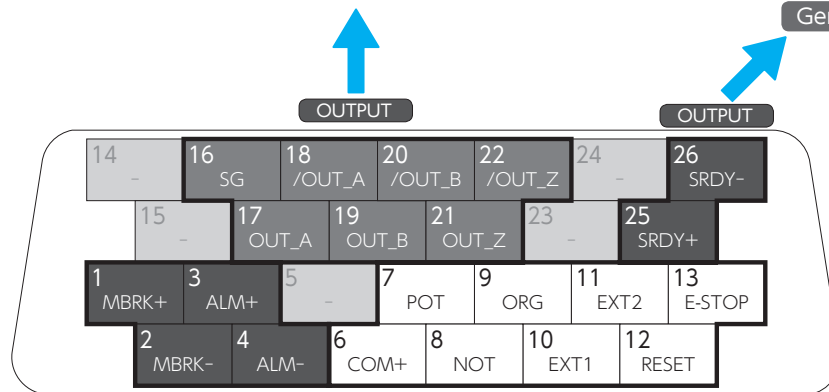 Ger
OUTPUT
OUTPUT
14 16 18 20 22 24 26
- SG /OUT_A /OUT_B /OUT_Z - SRDY-
15 17 19 21 23 25
- OUT_A OUT_B OUT_Z - SRDY+
1 3 5 7 9 11 13
MBRK+ ALM+ - POT ORG EXT2 E-STOP
2 4 6 8 10 12
MBRK- ALM- COM+ NOT EXT1 RESET